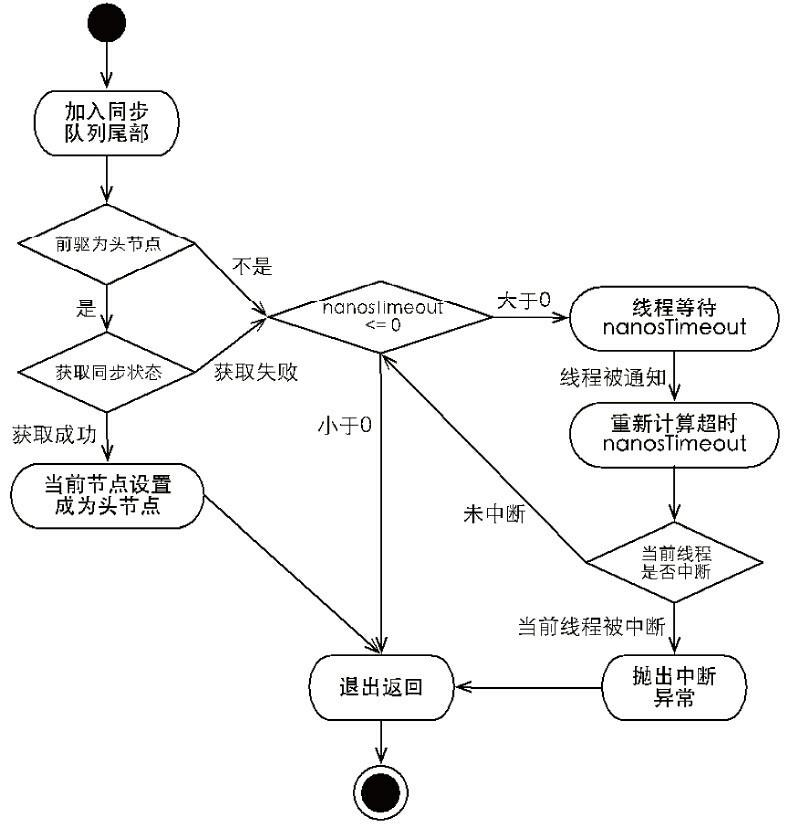 加入同步
队列尾部
前驱为头节点
不是
是
nanosTimeout
<= 0
大于0
线程等待
nanosTimeout
获取同步状态
获取失败
线程被通知
获取成功
小于0
重新计算超时
nanosTimeout
当前节点设置
成为头节点
未中断
当前线程
是否中断
当前线程被中断
退出返回
抛出中断
异常